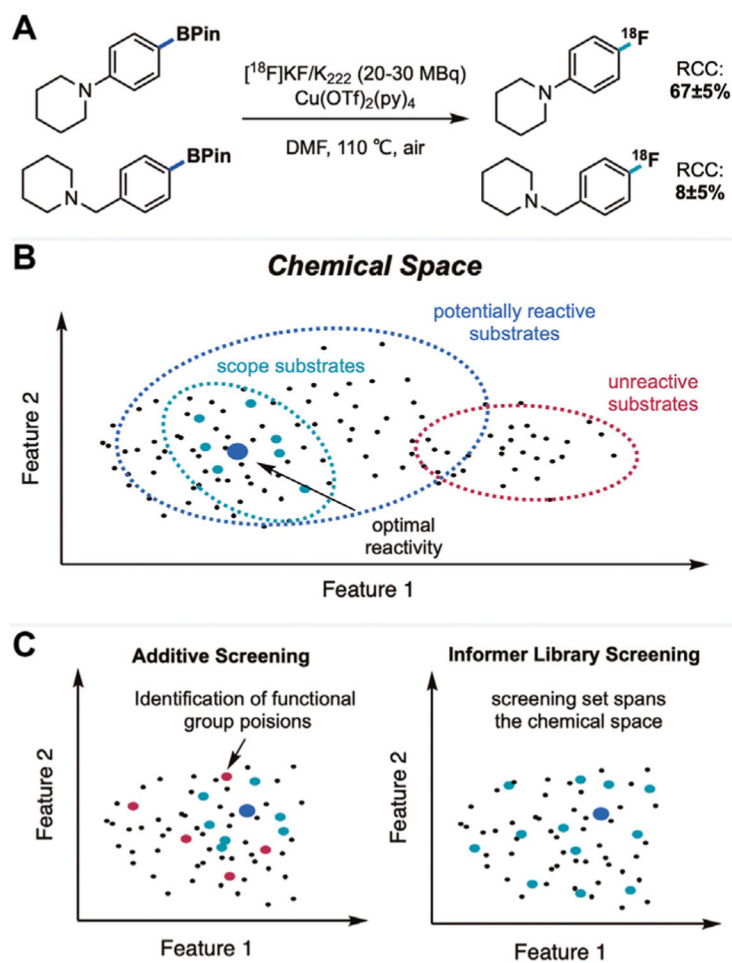 A
BPin
N
[¹⁸F]KF/K₂₂₂ (20-30 MBq)
Cu(OTf)₂(py)₄
DMF, 110 ℃, air
¹⁸F
N
RCC:
67±5%
BPin
N
¹⁸F
N
RCC:
8±5%
B
Chemical Space
potentially reactive
substrates
scope substrates
unreactive
substrates
optimal
reactivity
Feature 2
Feature 1
C
Additive Screening
Identification of functional
group poisions
Feature 2
Feature 1
Informer Library Screening
screening set spans
the chemical space
Feature 2
Feature 1